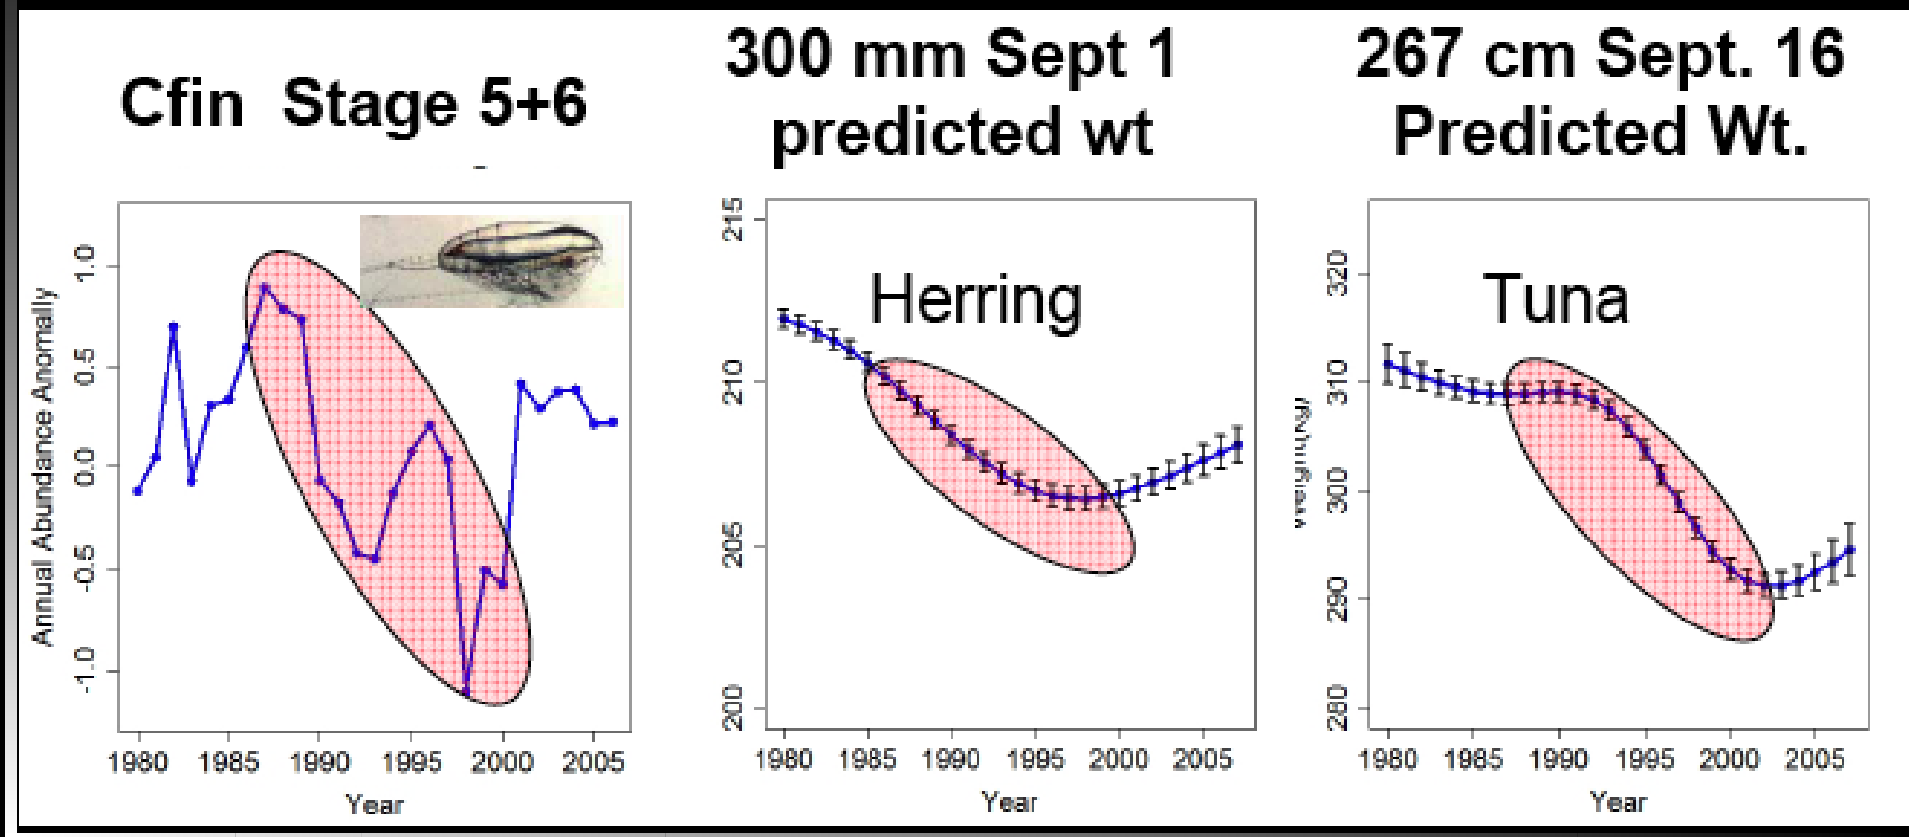 Cfin Stage 5+6
Annual Abundance Anomally
1.0
0.5
0.0
-0.5
-1.0
1980 1985 1990 1995 2000 2005
Year
300 mm Sept 1
predicted wt
Herring
215
210
205
200
1980 1985 1990 1995 2000 2005
Year
267 cm Sept. 16
Predicted Wt.
Tuna
320
310
300
290
280
1980 1985 1990 1995 2000 2005
Year